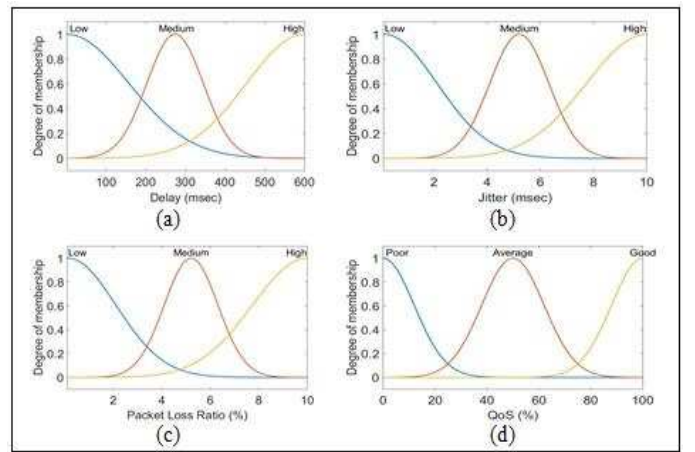 Low Medium High
1
0.8
0.6
0.4
0.2
0
Degree of membership
100 200 300 400 500 600
Delay (msec)
(a)
Low Medium High
1
0.8
0.6
0.4
0.2
0
Degree of membership
2 4 6 8 10
Jitter (msec)
(b)
Low Medium High
1
0.8
0.6
0.4
0.2
0
Degree of membership
2 4 6 8 10
Packet Loss Ratio (%)
(c)
Poor Average Good
1
0.8
0.6
0.4
0.2
0
Degree of membership
0 20 40 60 80 100
QoS (%)
(d)